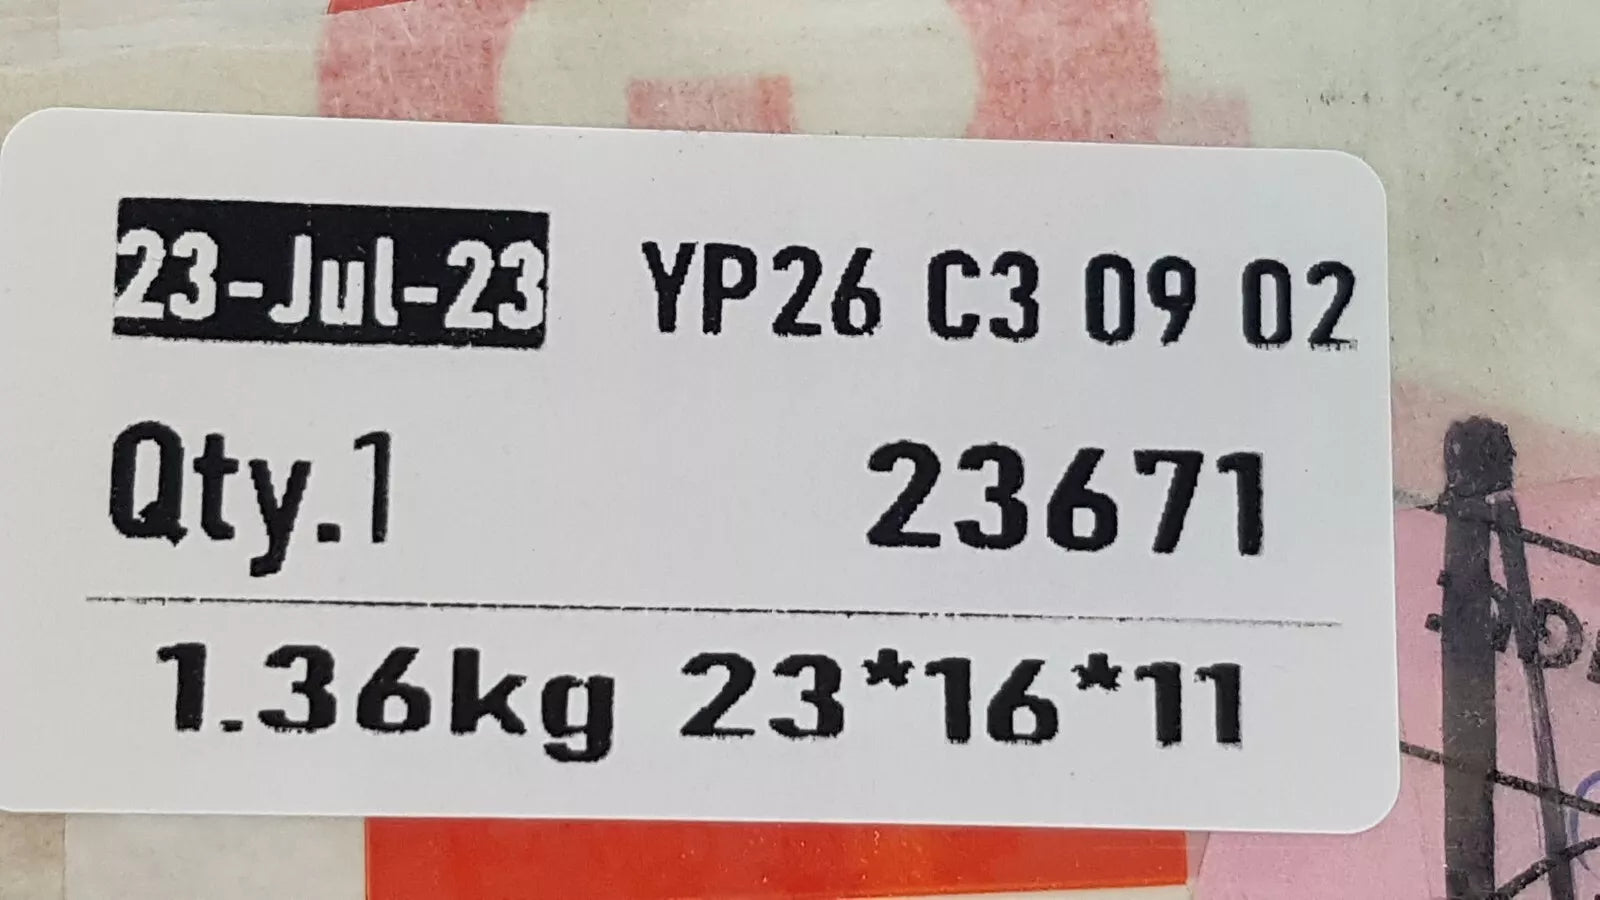 23-Jul-23 YP26 C3 09 02
Qty.1 23671
1.36kg 23*16*11